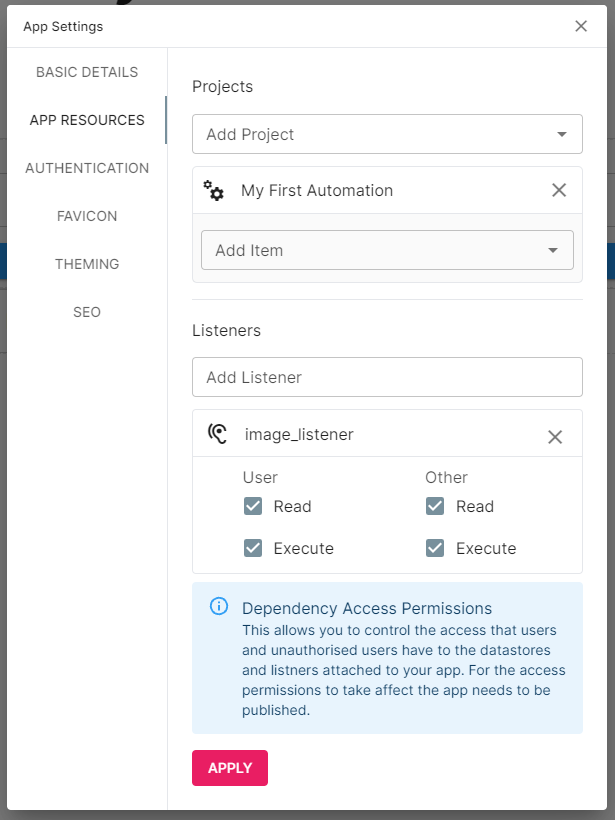 App Settings
BASIC DETAILS
APP RESOURCES
AUTHENTICATION
FAVICON
THEMING
SEO
Projects
Add Project
My First Automation
Add Item
Listeners
Add Listener
image_listener
User
Other
Read
Read
Execute
Execute
Dependency Access Permissions
This allows you to control the access that users
and unauthorised users have to the datastores
and listners attached to your app. For the access
permissions to take affect the app needs to be
published.
APPLY